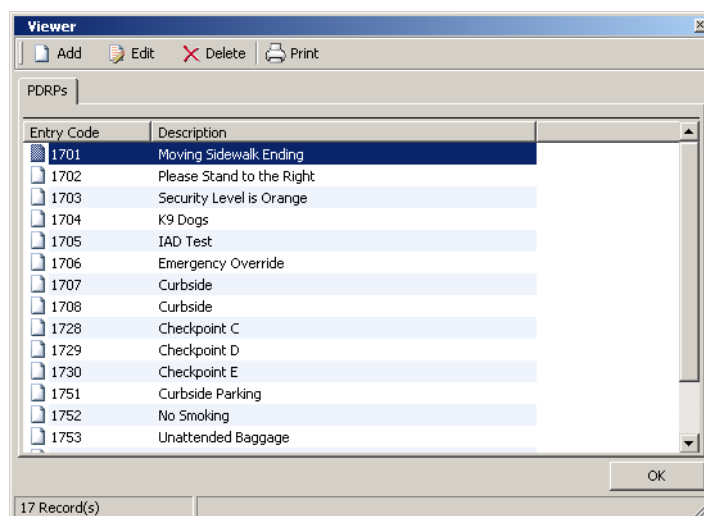 Viewer
Add Edit Delete Print
PDRPs
Entry Code Description
1701 Moving Sidewalk Ending
1702 Please Stand to the Right
1703 Security Level is Orange
1704 K9 Dogs
1705 IAD Test
1706 Emergency Override
1707 Curbside
1708 Curbside
1728 Checkpoint C
1729 Checkpoint D
1730 Checkpoint E
1751 Curbside Parking
1752 No Smoking
1753 Unattended Baggage
OK
17 Record(s)